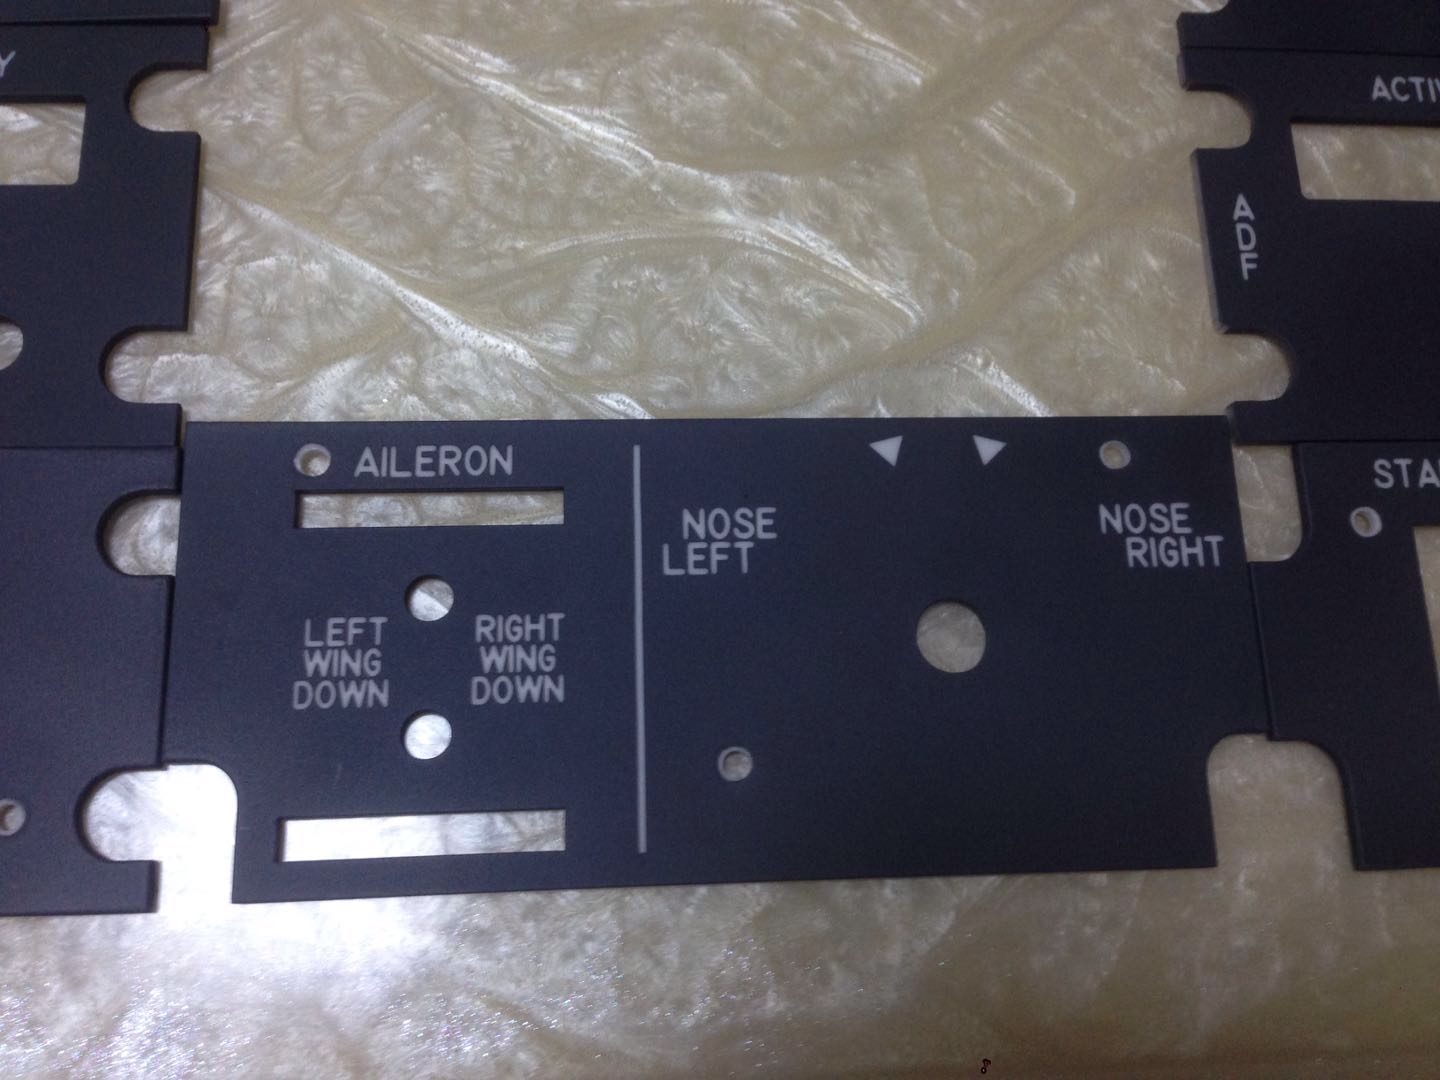 Y
ACTIV
ADF
AILERON
NOSE
LEFT
NOSE
RIGHT
LEFT
WING
DOWN
RIGHT
WING
DOWN
STA